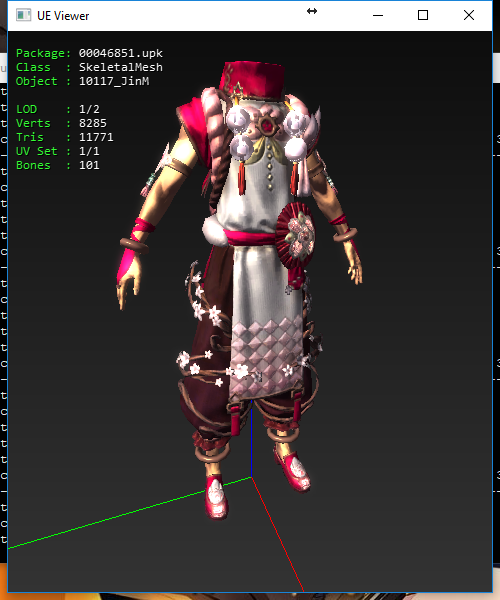 UE Viewer
Package: 00046851.upk
Class : SkeletalMesh
Object : 10117_JinM
LOD : 1/2
Verts : 8285
Tris : 11771
UV Set : 1/1
Bones : 101